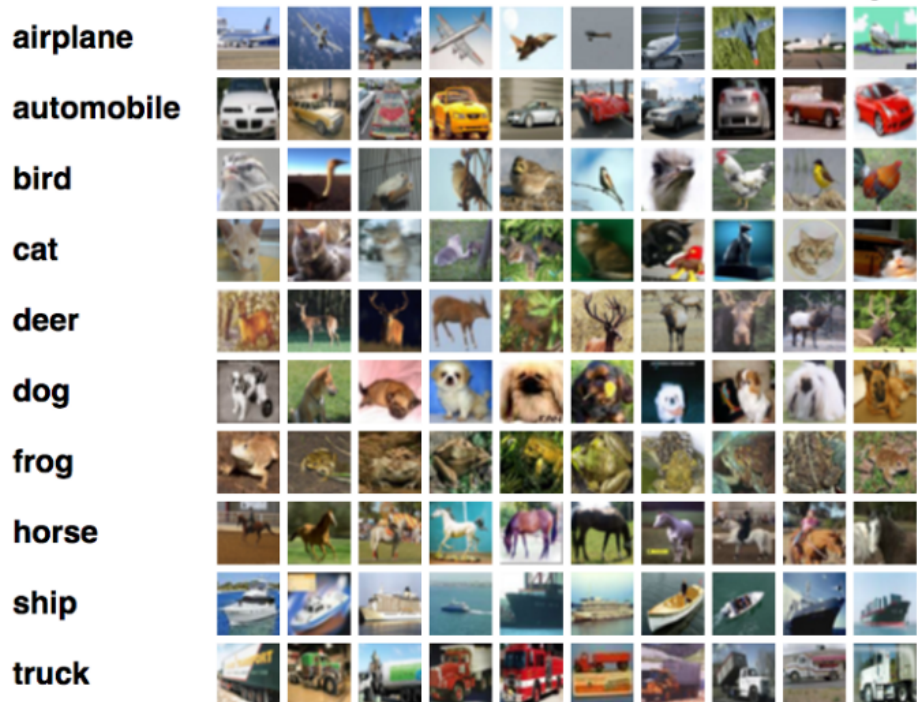 airplane
automobile
bird
cat
deer
dog
frog
horse
ship
truck